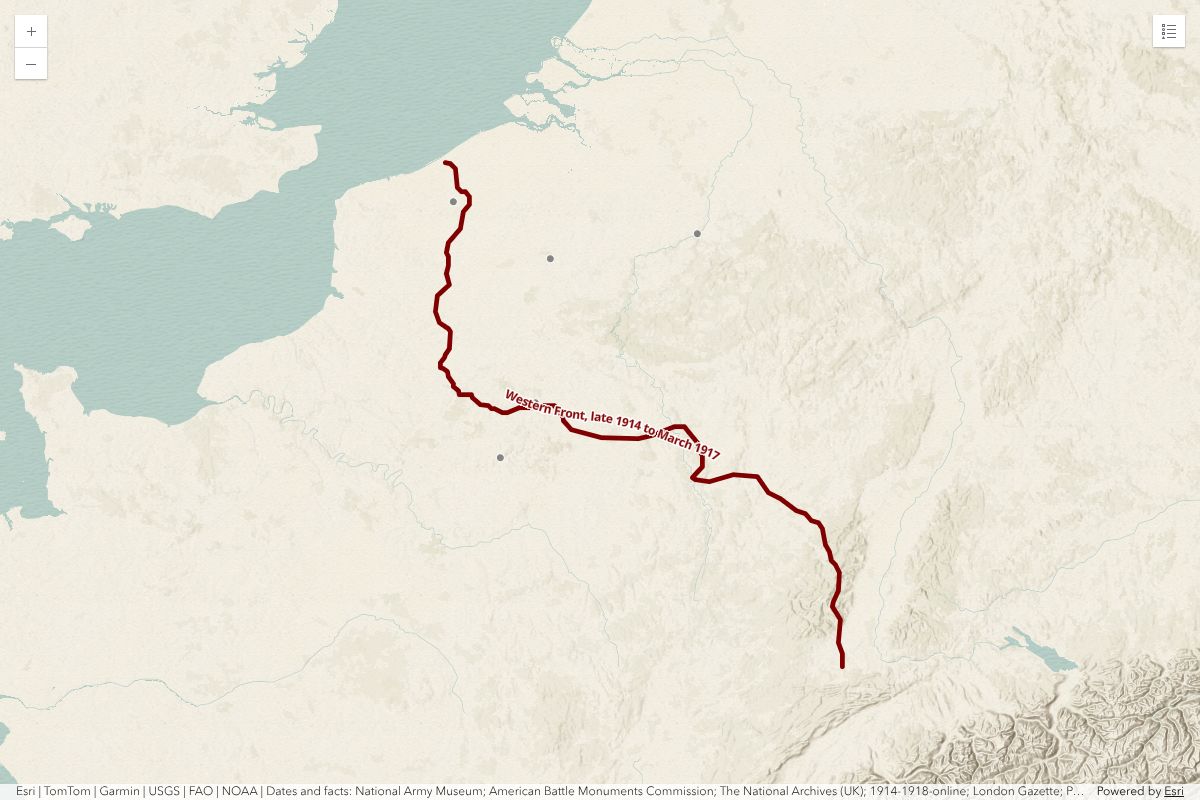 +
−
Western Front, late 1914 to March 1917
Esri | TomTom | Garmin | USGS | FAO | NOAA | Dates and facts: National Army Museum; American Battle Monuments Commission; The National Archives (UK); 1914-1918-online; London Gazette; P... Powered by Esri